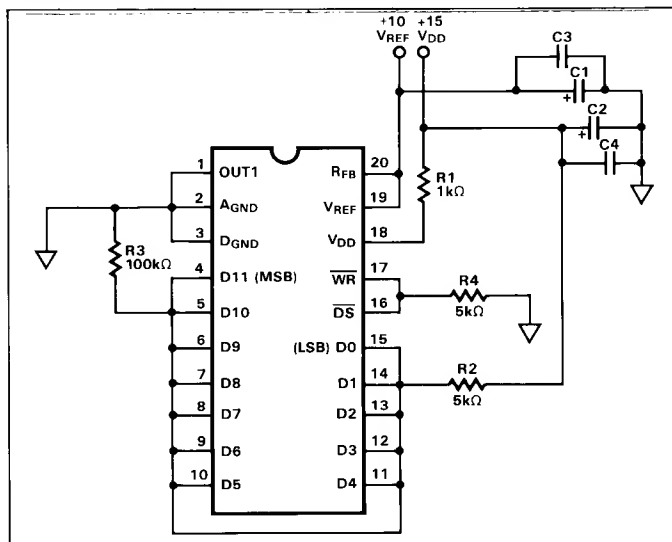 +10 +15
VREF VDD
C3
C1
+
C2
+
C4
1 OUT1 RFB 20
2 AGND VREF 19
3 DGND VDD 18
4 D11 (MSB) WR 17
5 D10 DS 16
6 D9 (LSB) D0 15
7 D8 D1 14
8 D7 D2 13
9 D6 D3 12
10 D5 D4 11
R1
1kΩ
R3
100kΩ
R4
5kΩ
R2
5kΩ